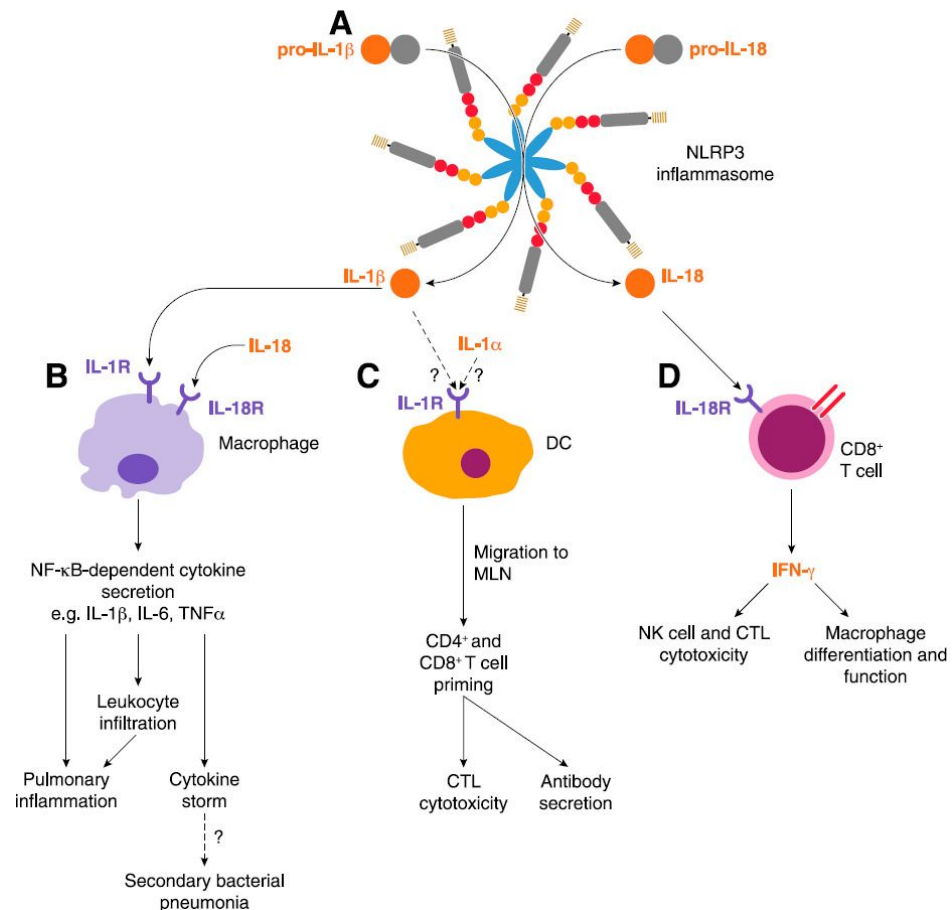 A
pro-IL-1β
pro-IL-18
NLRP3
inflammasome
IL-1β
IL-18
B
IL-1R
IL-18
IL-18R
Macrophage
NF-κB-dependent cytokine
secretion
e.g. IL-1β, IL-6, TNFα
Leukocyte
infiltration
Pulmonary
inflammation
Cytokine
storm
?
Secondary bacterial
pneumonia
C
IL-1α
? ?
IL-1R
DC
Migration to
MLN
CD4⁺ and
CD8⁺ T cell
priming
CTL
cytotoxicity
Antibody
secretion
D
IL-18R
CD8⁺
T cell
IFN-γ
NK cell and CTL
cytotoxicity
Macrophage
differentiation and
function